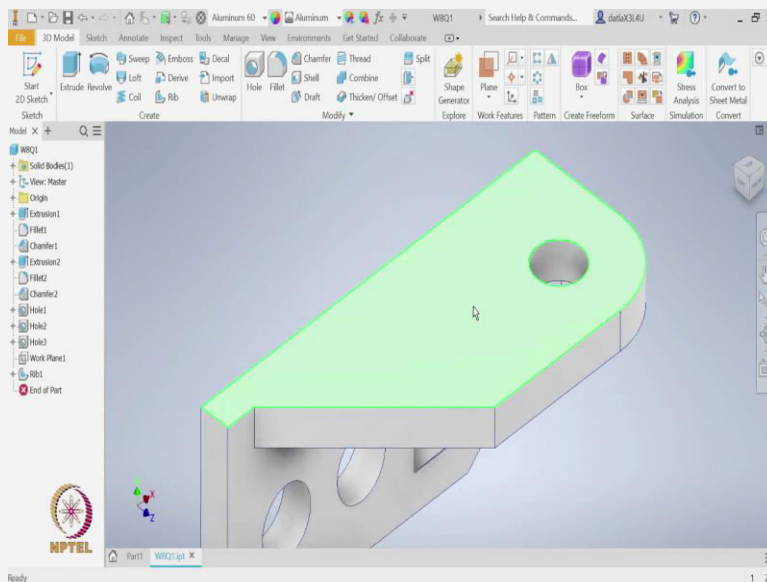 Aluminum 60 Aluminum fx W8Q1 Search Help & Commands... datlaX3L4U
File 3D Model Sketch Annotate Inspect Tools Manage View Environments Get Started Collaborate
Start 2D Sketch Extrude Revolve Sweep Emboss Decal Hole Fillet Chamfer Thread Split Shape Generator Plane Box Stress Analysis Convert to Sheet Metal
Loft Derive Import Shell Combine
Coil Rib Unwrap Draft Thicken/ Offset
Sketch Create Modify Explore Work Features Pattern Create Freeform Surface Simulation Convert
Model X +
W8Q1
Solid Bodies(1)
View: Master
Origin
Extrusion1
Fillet1
Chamfer1
Extrusion2
Fillet2
Chamfer2
Hole1
Hole2
Hole3
Work Plane1
Rib1
End of Part
X
Z
NPTEL
Part1 W8Q1.ipt X
Ready 1